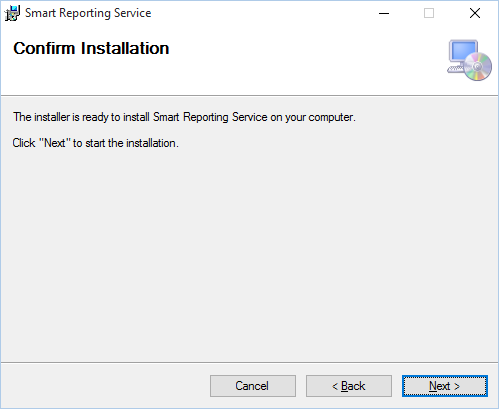 Smart Reporting Service
Confirm Installation
The installer is ready to install Smart Reporting Service on your computer.
Click "Next" to start the installation.
Cancel
< Back
Next >